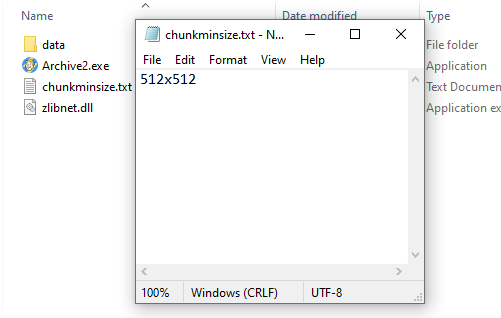 Name
Date modified
Type
data
File folder
Archive2.exe
Application
chunkminsize.txt
Text Documen
zlibnet.dll
Application ex
chunkminsize.txt - N...
File Edit Format View Help
512x512
100% Windows (CRLF) UTF-8